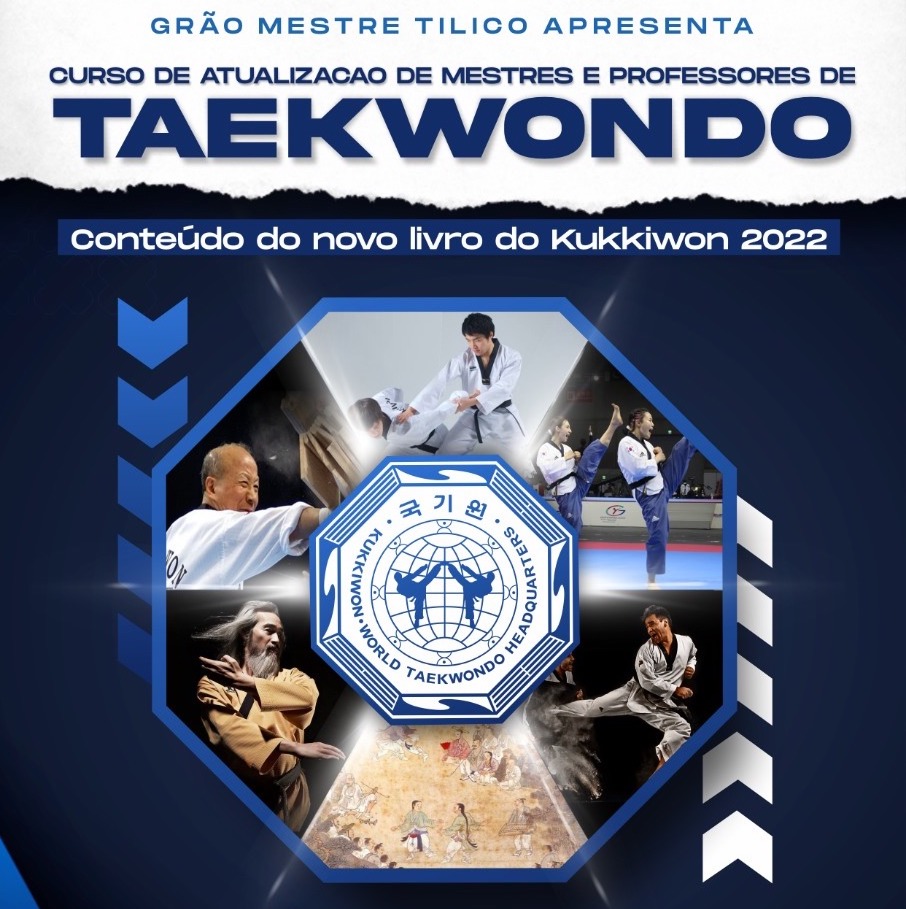 GRÃO MESTRE TILICO APRESENTA
CURSO DE ATUALIZACAO DE MESTRES E PROFESSORES DE
TAEKWONDO
Conteúdo do novo livro do Kukkiwon 2022
· 국기원 ·
KUKKIWON·WORLD TAEKWONDO HEADQUARTERS
WON